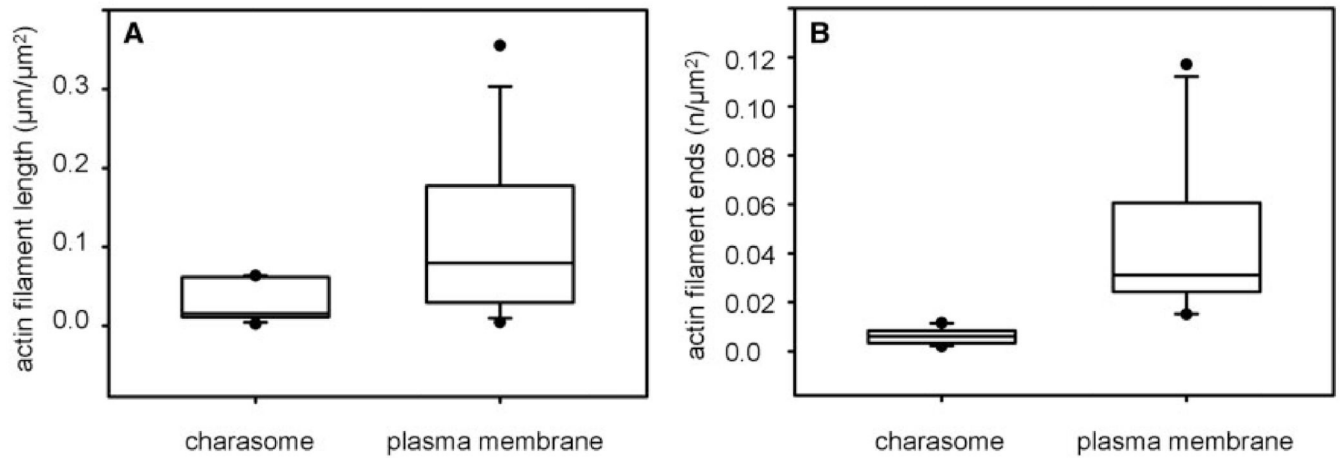 A
actin filament length (μm/μm²)
0.3
0.2
0.1
0.0
charasome
plasma membrane
B
actin filament ends (n/μm²)
0.12
0.10
0.08
0.06
0.04
0.02
0.0
charasome
plasma membrane